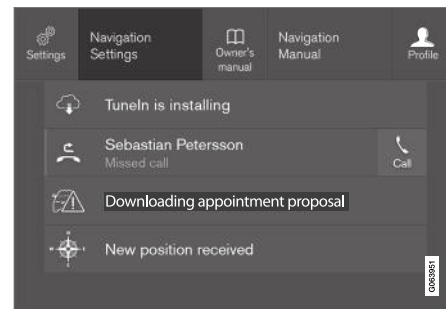 Settings
Navigation
Settings
Owner's
manual
Navigation
Manual
Profile
TuneIn is installing
Sebastian Petersson
Missed call
Call
Downloading appointment proposal
New position received
G063951